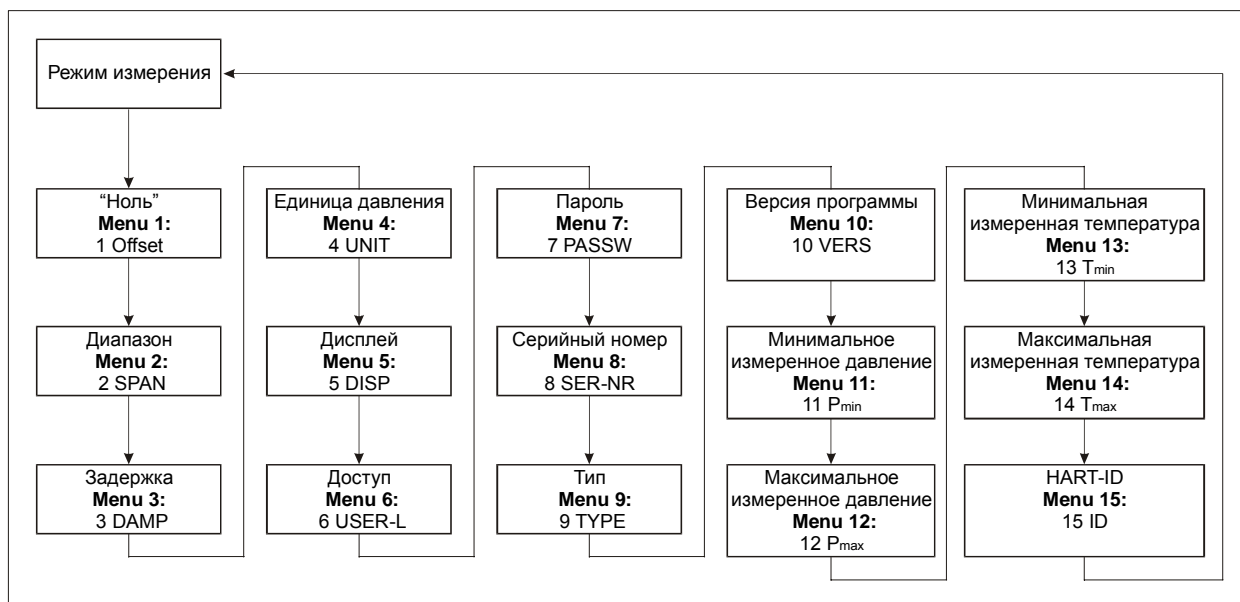 Режим измерения
“Ноль”
Menu 1:
1 Offset
Диапазон
Menu 2:
2 SPAN
Задержка
Menu 3:
3 DAMP
Единица давления
Menu 4:
4 UNIT
Дисплей
Menu 5:
5 DISP
Доступ
Menu 6:
6 USER-L
Пароль
Menu 7:
7 PASSW
Серийный номер
Menu 8:
8 SER-NR
Тип
Menu 9:
9 TYPE
Версия программы
Menu 10:
10 VERS
Минимальное
измеренное давление
Menu 11:
11 Pmin
Максимальное
измеренное давление
Menu 12:
12 Pmax
Минимальная
измеренная температура
Menu 13:
13 Tmin
Максимальная
измеренная температура
Menu 14:
14 Tmax
HART-ID
Menu 15:
15 ID